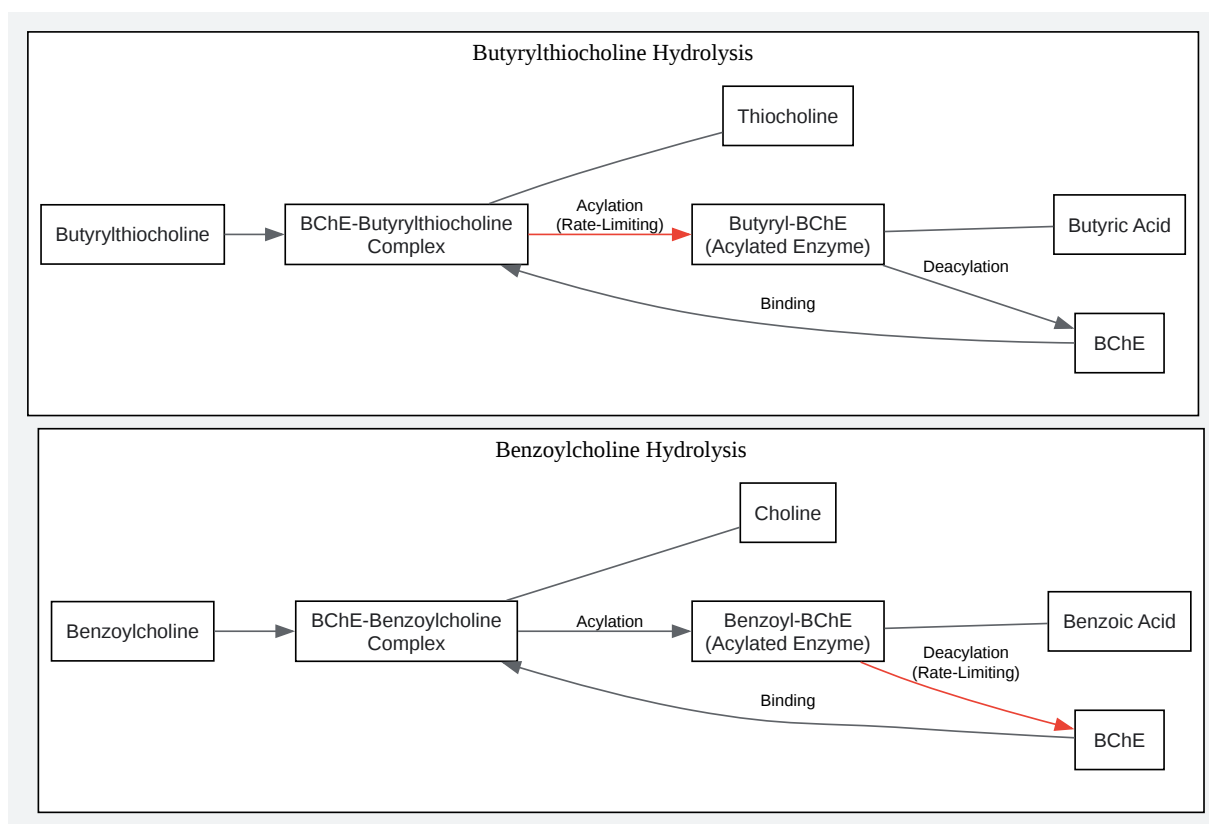 Butyrylthiocholine Hydrolysis
Thiocholine
Butyrylthiocholine
BChE-Butyrylthiocholine
Complex
Acylation
(Rate-Limiting)
Butyryl-BChE
(Acylated Enzyme)
Butyric Acid
Deacylation
Binding
BChE
Benzoylcholine Hydrolysis
Choline
Benzoylcholine
BChE-Benzoylcholine
Complex
Acylation
Benzoyl-BChE
(Acylated Enzyme)
Benzoic Acid
Deacylation
(Rate-Limiting)
Binding
BChE